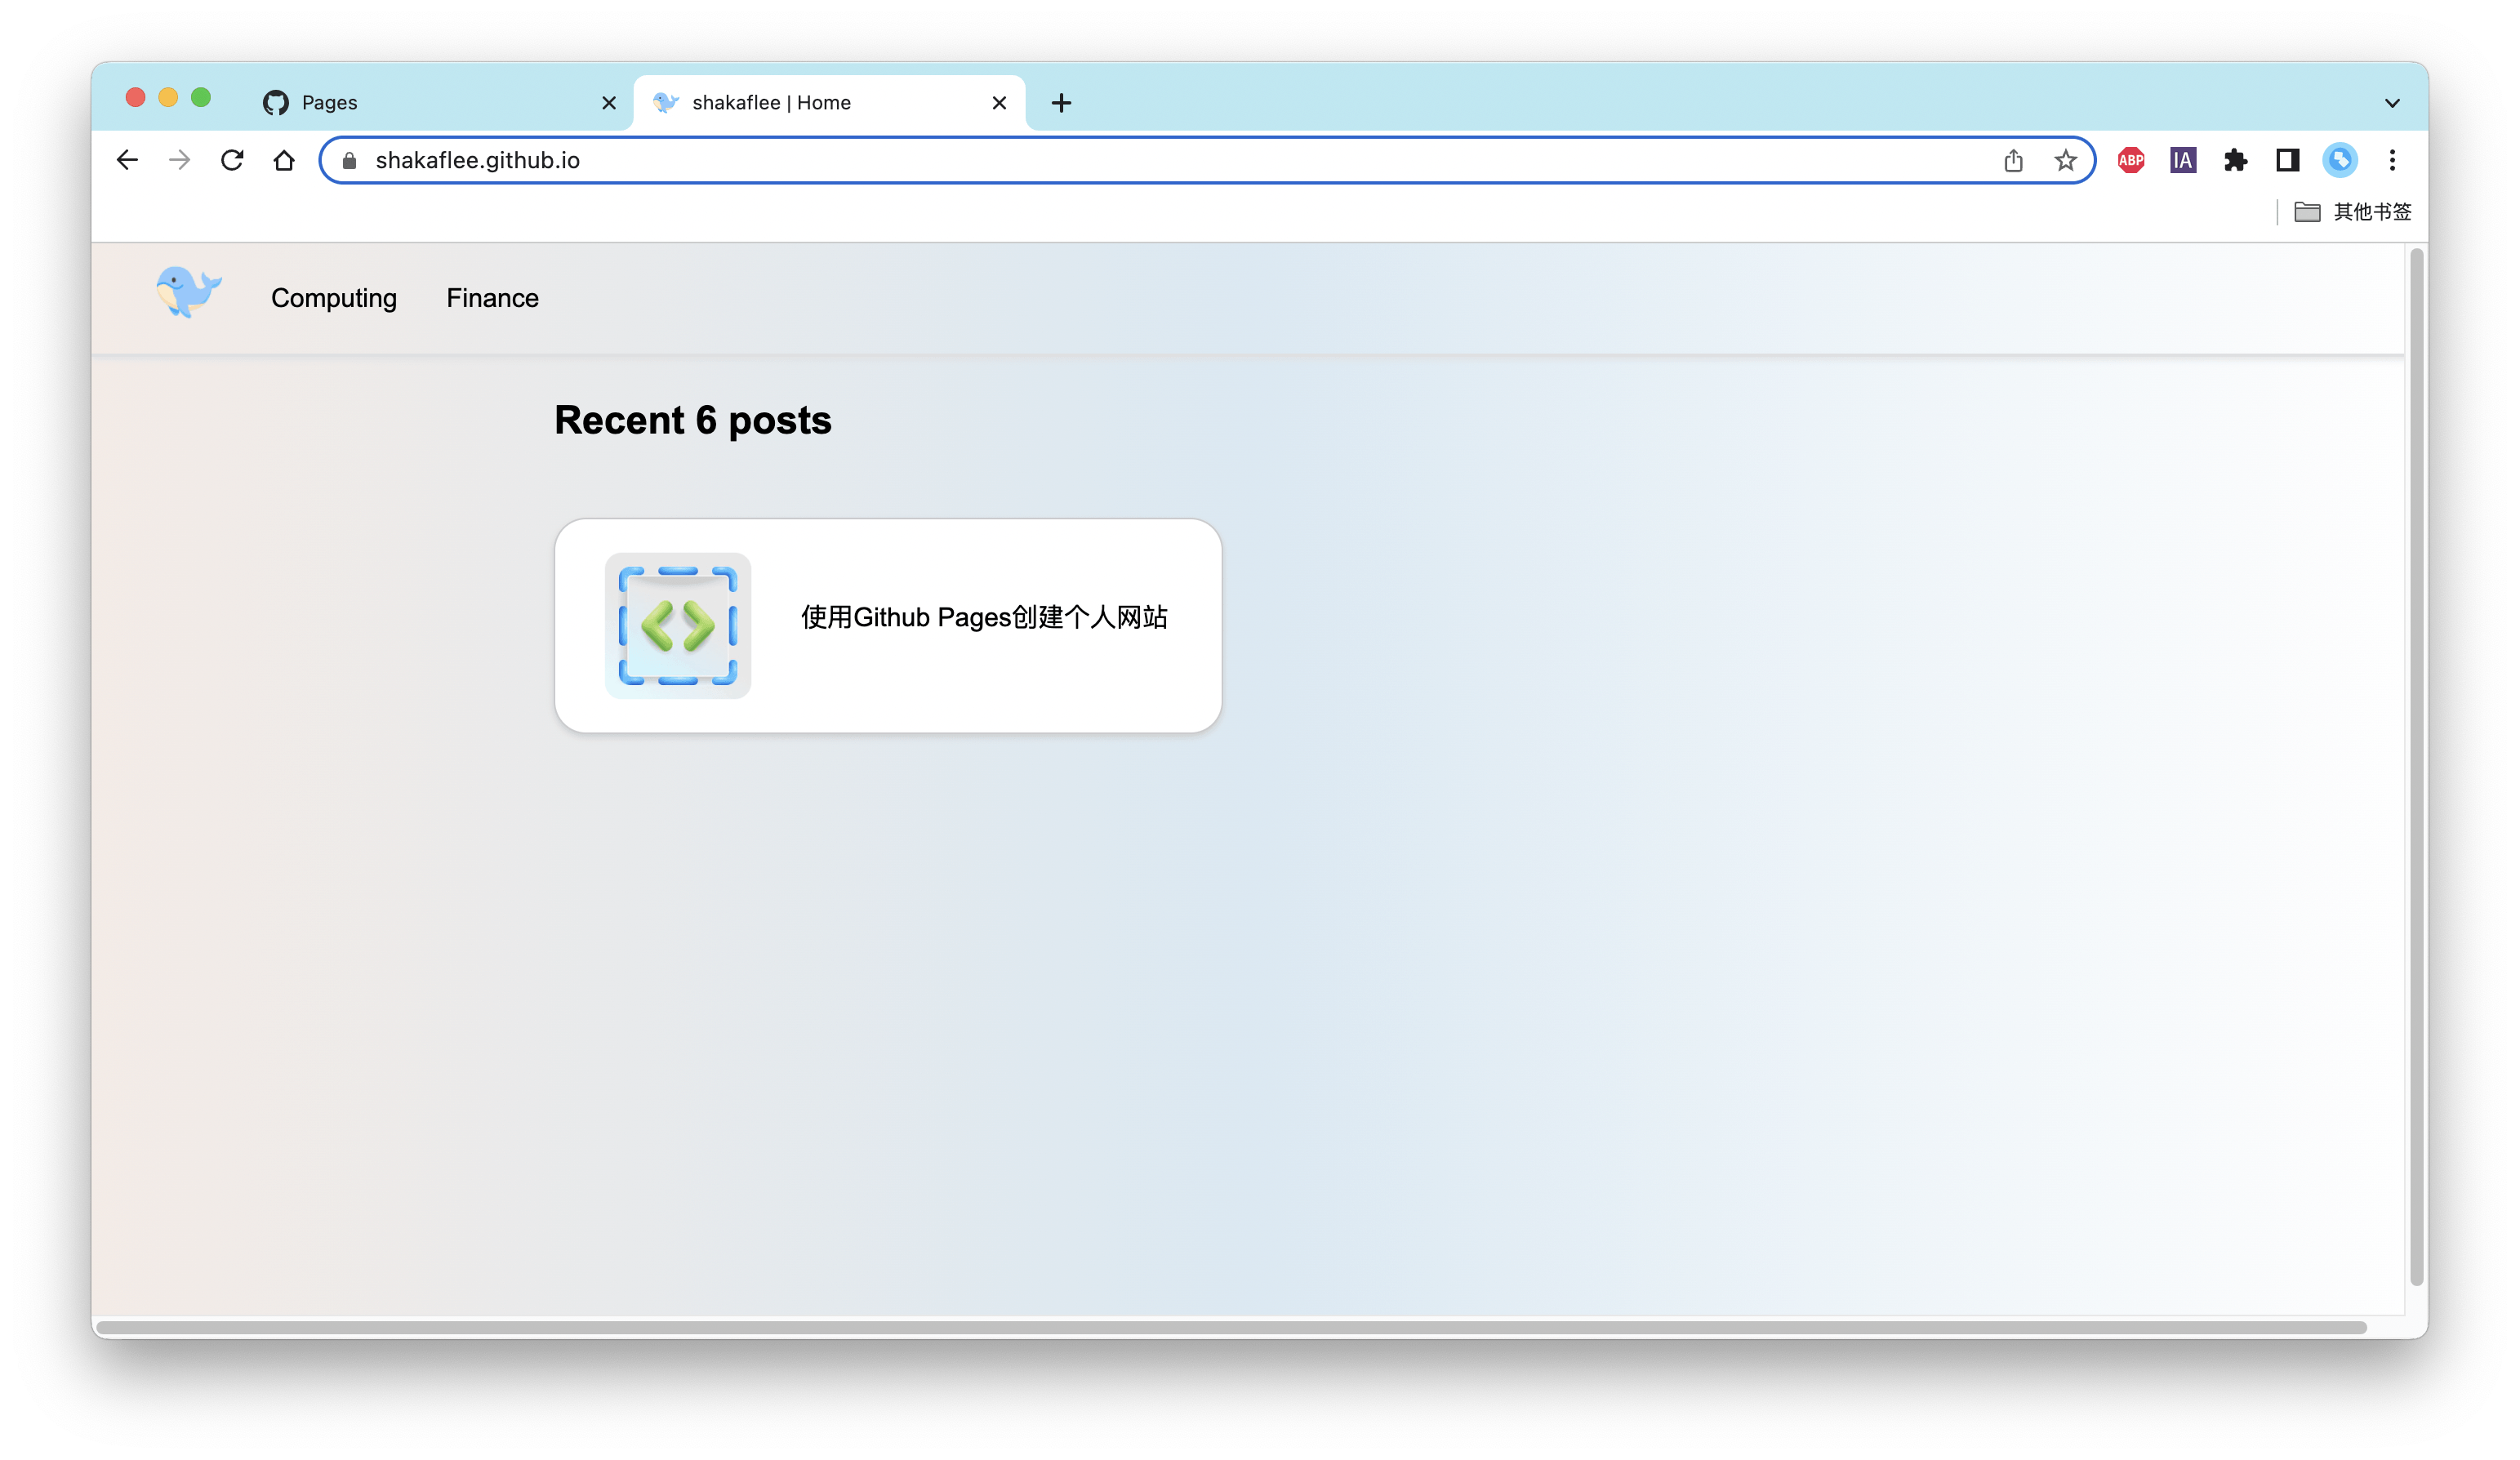 Pages
shakaflee | Home
shakaflee.github.io
ABP
IA
其他书签
Computing
Finance
Recent 6 posts
使用Github Pages创建个人网站